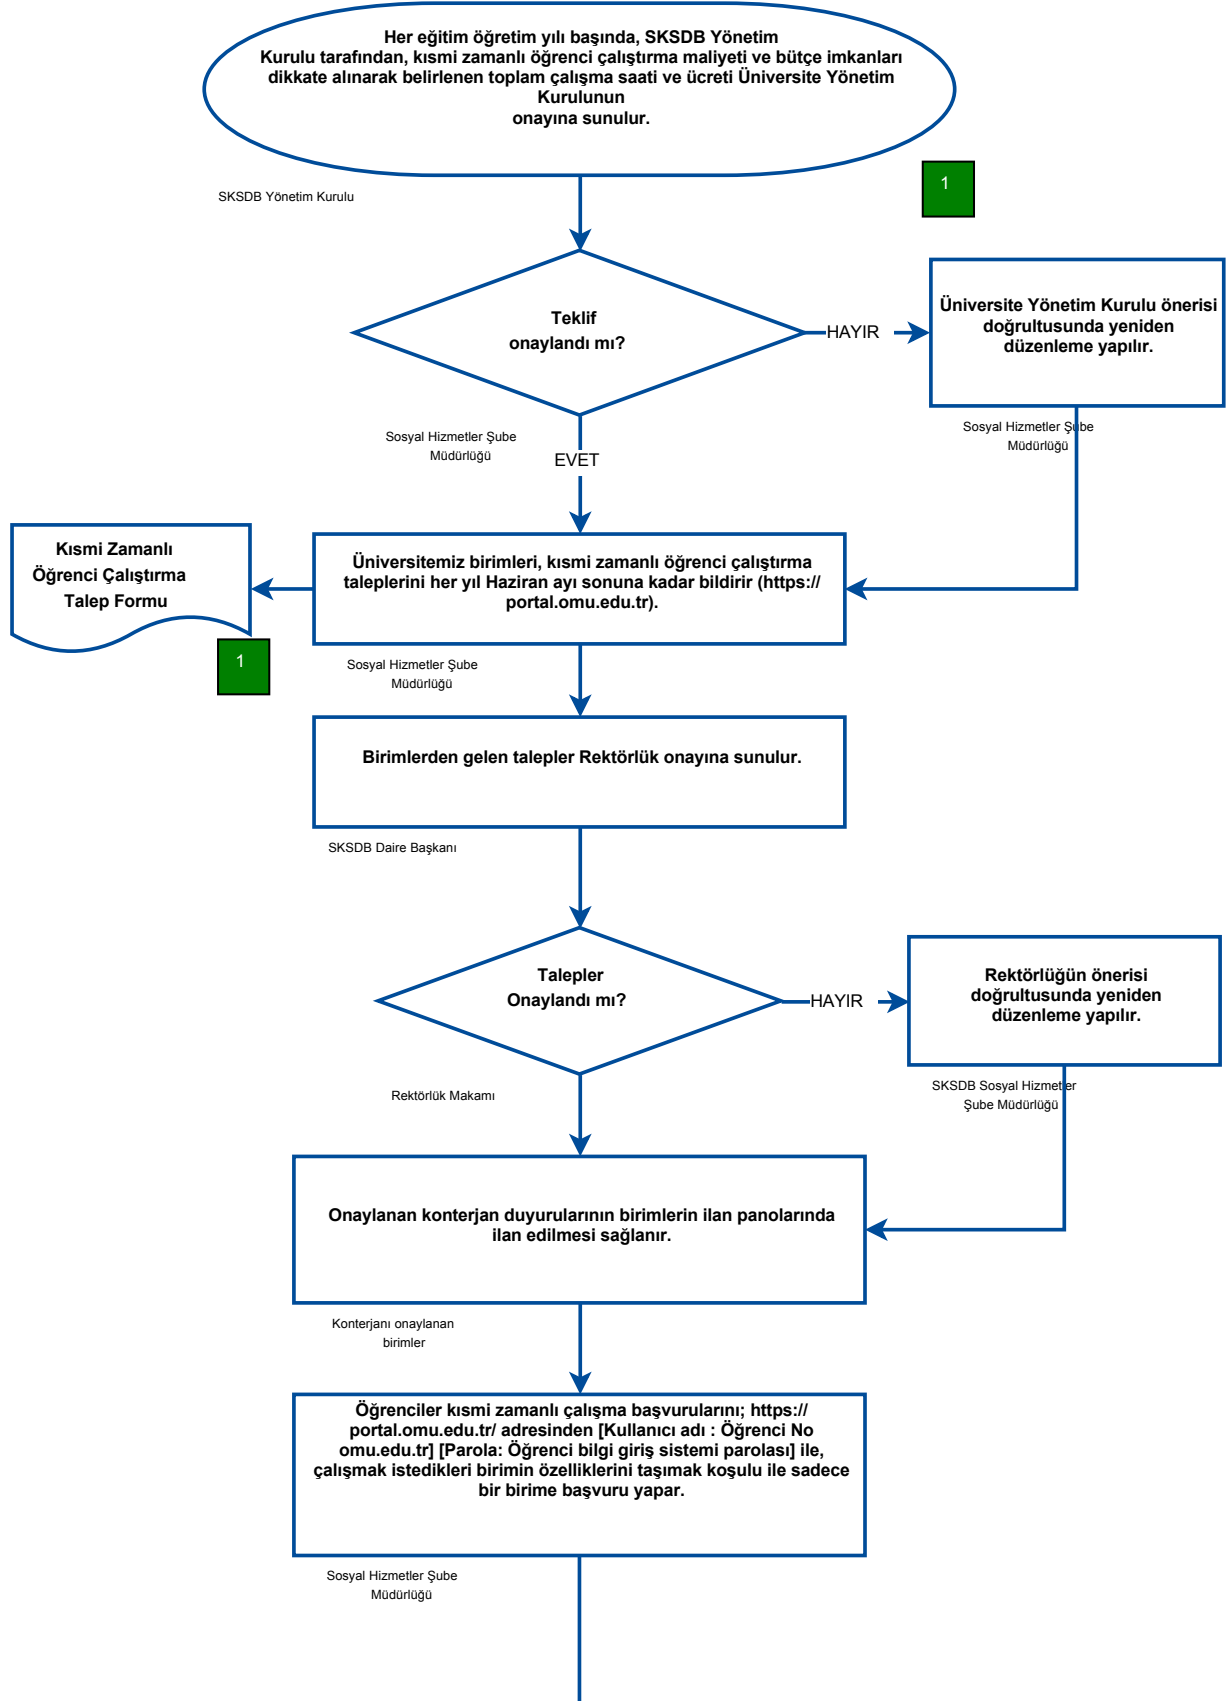 Her eğitim öğretim yılı başında, SKSDB Yönetim
Kurulu tarafından, kısmi zamanlı öğrenci çalıştırma maliyeti ve bütçe imkanları
dikkate alınarak belirlenen toplam çalışma saati ve ücreti Üniversite Yönetim
Kurulunun
onayına sunulur.
SKSDB Yönetim Kurulu
1
Teklif
onaylandı mı?
HAYIR
Üniversite Yönetim Kurulu önerisi
doğrultusunda yeniden
düzenleme yapılır.
Sosyal Hizmetler Şube
Müdürlüğü
EVET
Sosyal Hizmetler Şube
Müdürlüğü
Kısmi Zamanlı
Öğrenci Çalıştırma
Talep Formu
1
Üniversitemiz birimleri, kısmi zamanlı öğrenci çalıştırma
taleplerini her yıl Haziran ayı sonuna kadar bildirir (https://
portal.omu.edu.tr).
Sosyal Hizmetler Şube
Müdürlüğü
Birimlerden gelen talepler Rektörlük onayına sunulur.
SKSDB Daire Başkanı
Talepler
Onaylandı mı?
HAYIR
Rektörlüğün önerisi
doğrultusunda yeniden
düzenleme yapılır.
Rektörlük Makamı
SKSDB Sosyal Hizmetler
Şube Müdürlüğü
Onaylanan konterjan duyurularının birimlerin ilan panolarında
ilan edilmesi sağlanır.
Konterjanı onaylanan
birimler
Öğrenciler kısmi zamanlı çalışma başvurularını; https://
portal.omu.edu.tr/ adresinden [Kullanıcı adı : Öğrenci No
omu.edu.tr] [Parola: Öğrenci bilgi giriş sistemi parolası] ile,
çalışmak istedikleri birimin özelliklerini taşımak koşulu ile sadece
bir birime başvuru yapar.
Sosyal Hizmetler Şube
Müdürlüğü